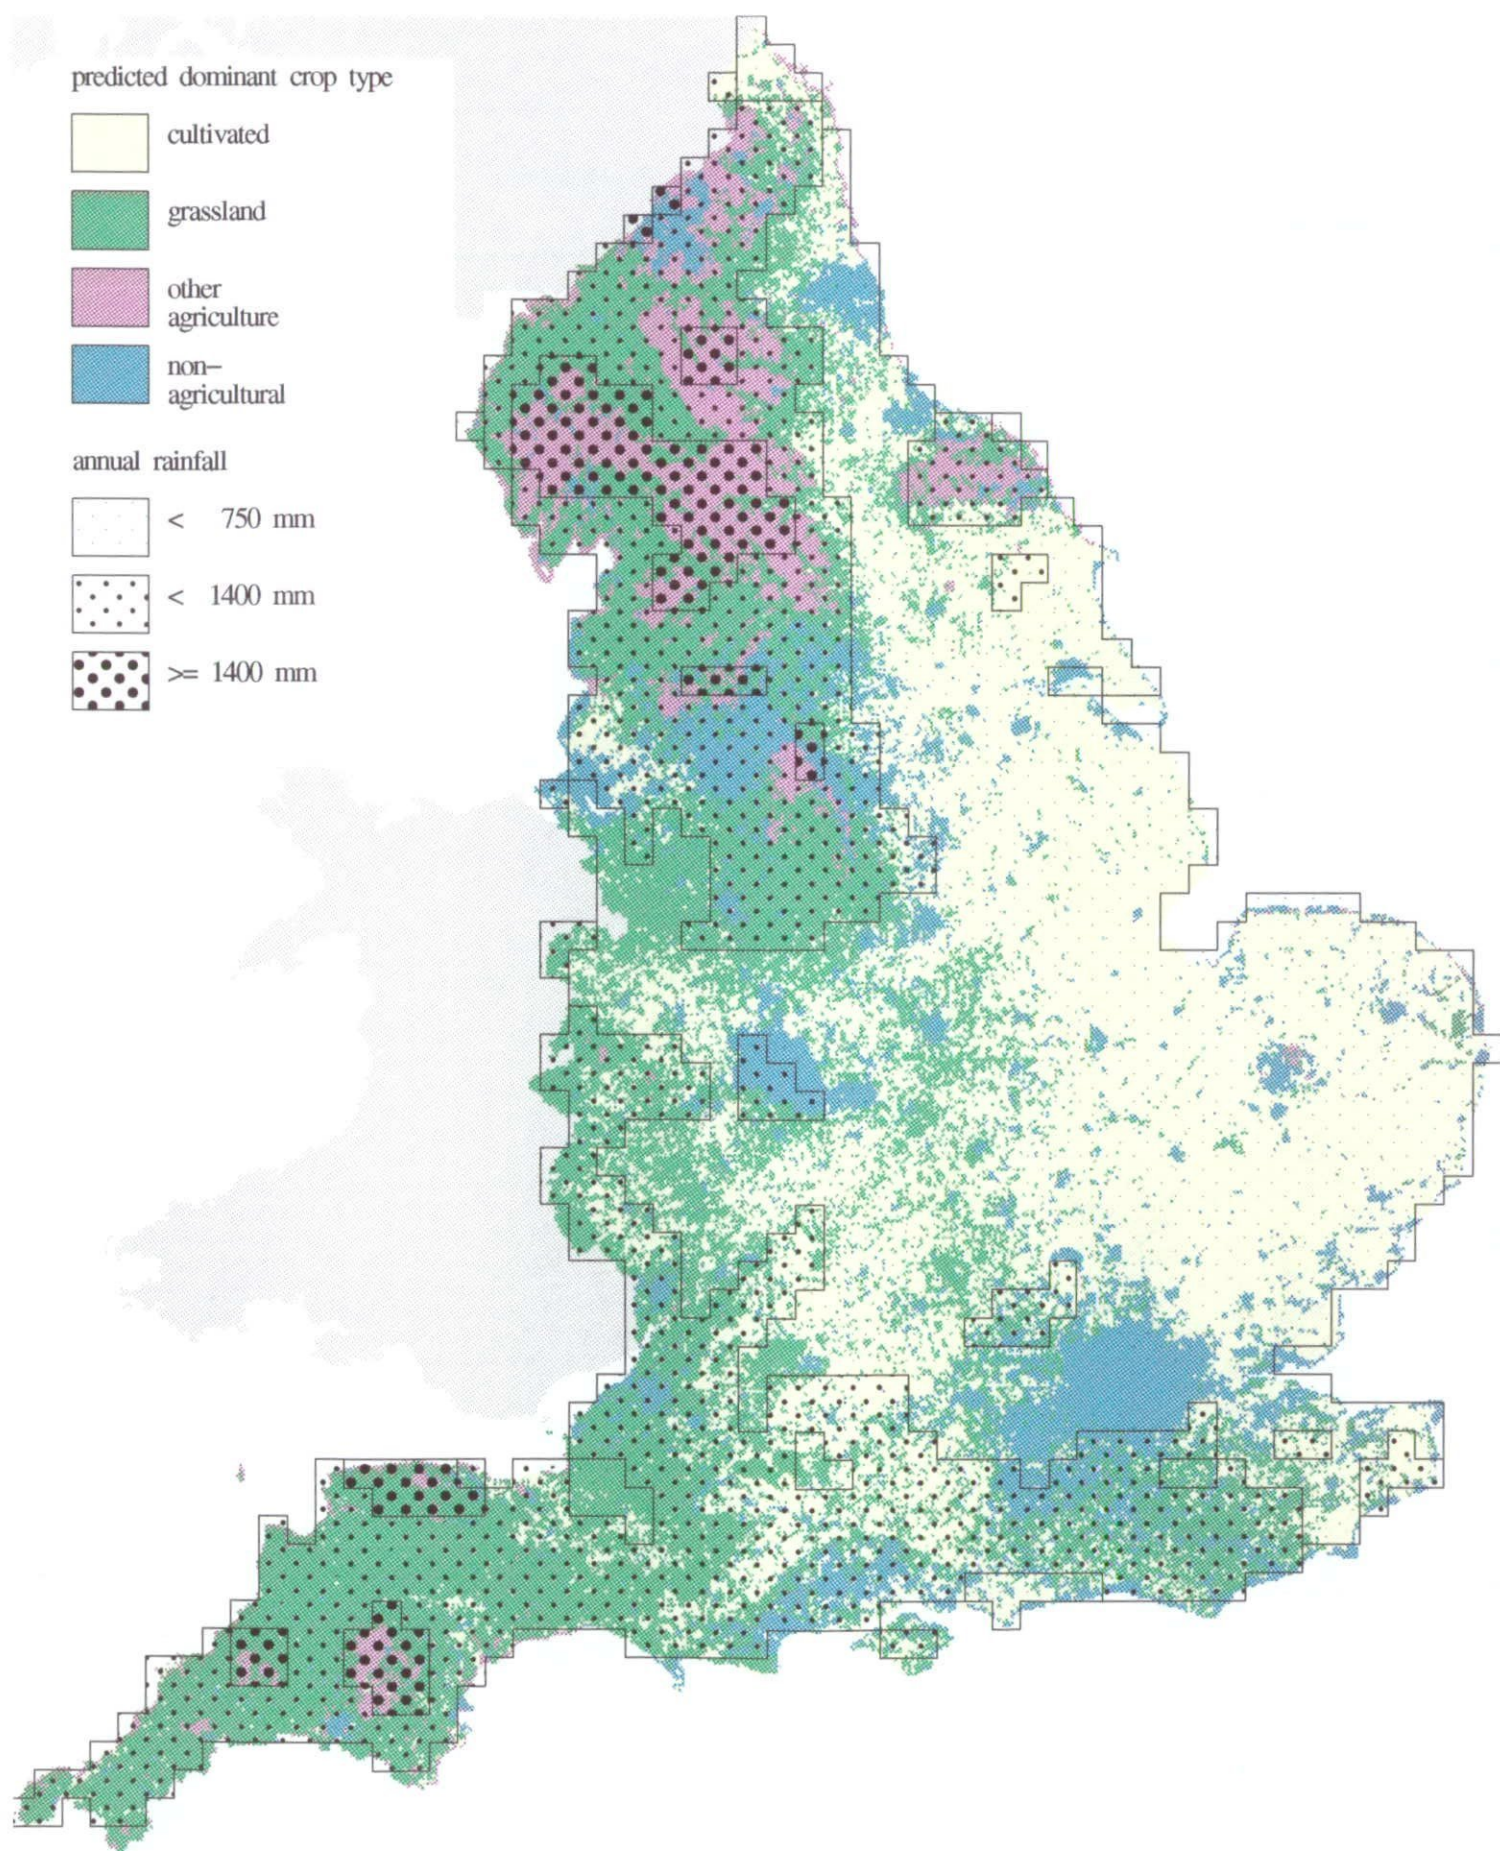 predicted dominant crop type
cultivated
grassland
other
agriculture
non–
agricultural
annual rainfall
< 750 mm
< 1400 mm
>= 1400 mm